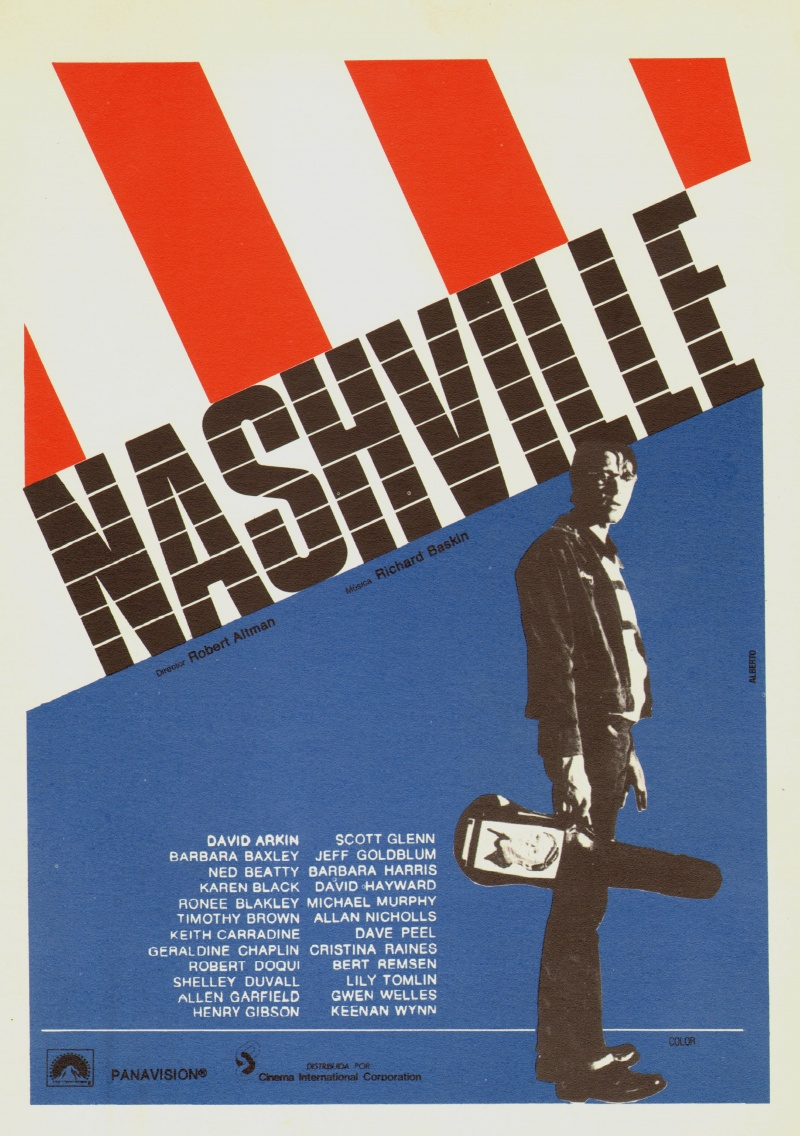 NASHVILLE
Director Robert Altman
Música Richard Baskin
ALBERTO
DAVID ARKIN SCOTT GLENN
BARBARA BAXLEY JEFF GOLDBLUM
NED BEATTY BARBARA HARRIS
KAREN BLACK DAVID HAYWARD
RONEE BLAKLEY MICHAEL MURPHY
TIMOTHY BROWN ALLAN NICHOLLS
KEITH CARRADINE DAVE PEEL
GERALDINE CHAPLIN CRISTINA RAINES
ROBERT DOQUI BERT REMSEN
SHELLEY DUVALL LILY TOMLIN
ALLEN GARFIELD GWEN WELLES
HENRY GIBSON KEENAN WYNN
COLOR
PANAVISION®
DISTRIBUIDA POR
Cinema International Corporation